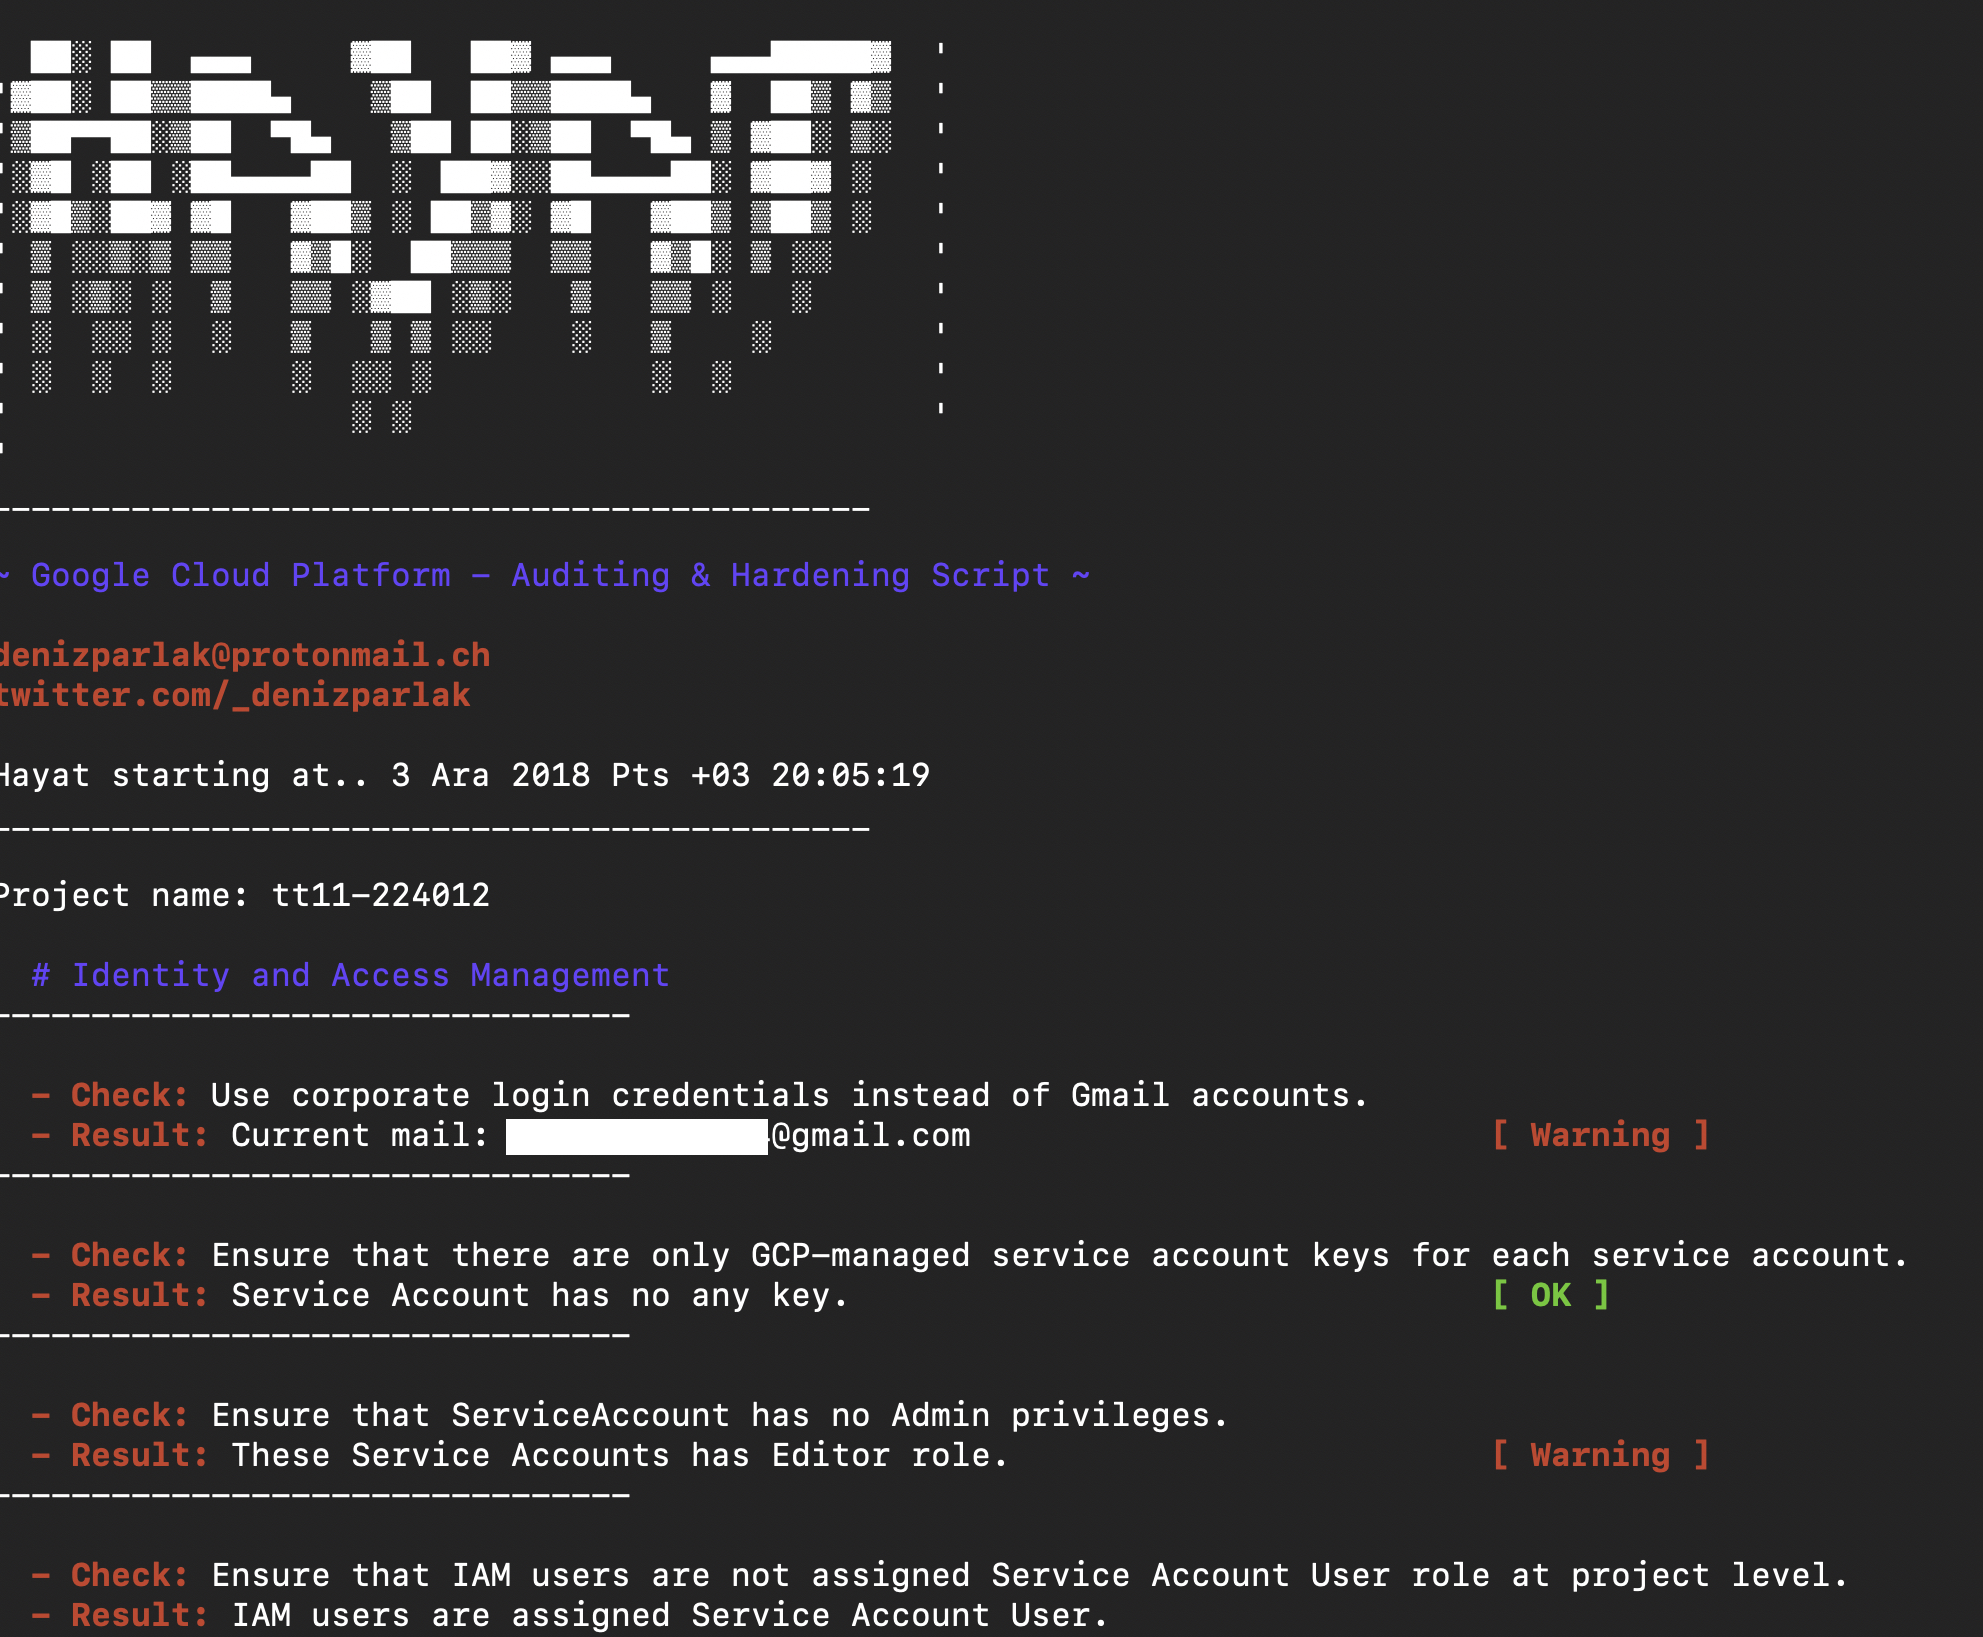 HAYAT
~ Google Cloud Platform - Auditing & Hardening Script ~
denizparlak@protonmail.ch
twitter.com/_denizparlak
Hayat starting at.. 3 Ara 2018 Pts +03 20:05:19
Project name: tt11-224012
# Identity and Access Management
- Check: Use corporate login credentials instead of Gmail accounts.
- Result: Current mail: @gmail.com [ Warning ]
- Check: Ensure that there are only GCP-managed service account keys for each service account.
- Result: Service Account has no any key. [ OK ]
- Check: Ensure that ServiceAccount has no Admin privileges.
- Result: These Service Accounts has Editor role. [ Warning ]
- Check: Ensure that IAM users are not assigned Service Account User role at project level.
- Result: IAM users are assigned Service Account User.